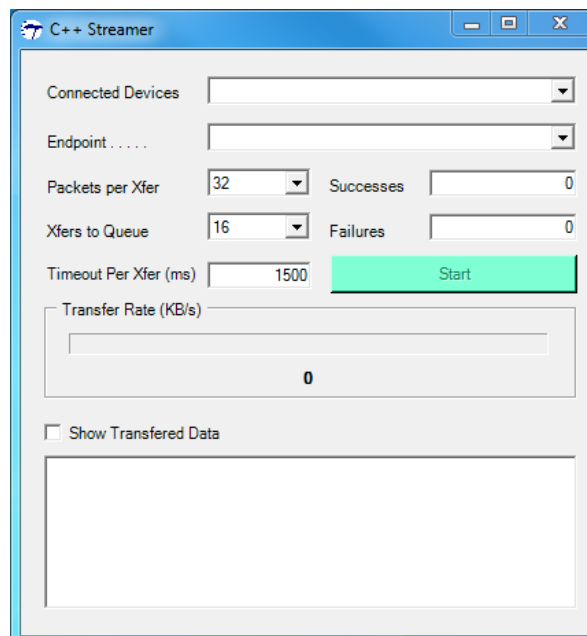 C++ Streamer
Connected Devices
Endpoint . . . . .
Packets per Xfer 32 Successes 0
Xfers to Queue 16 Failures 0
Timeout Per Xfer (ms) 1500 Start
Transfer Rate (KB/s)
0
Show Transfered Data